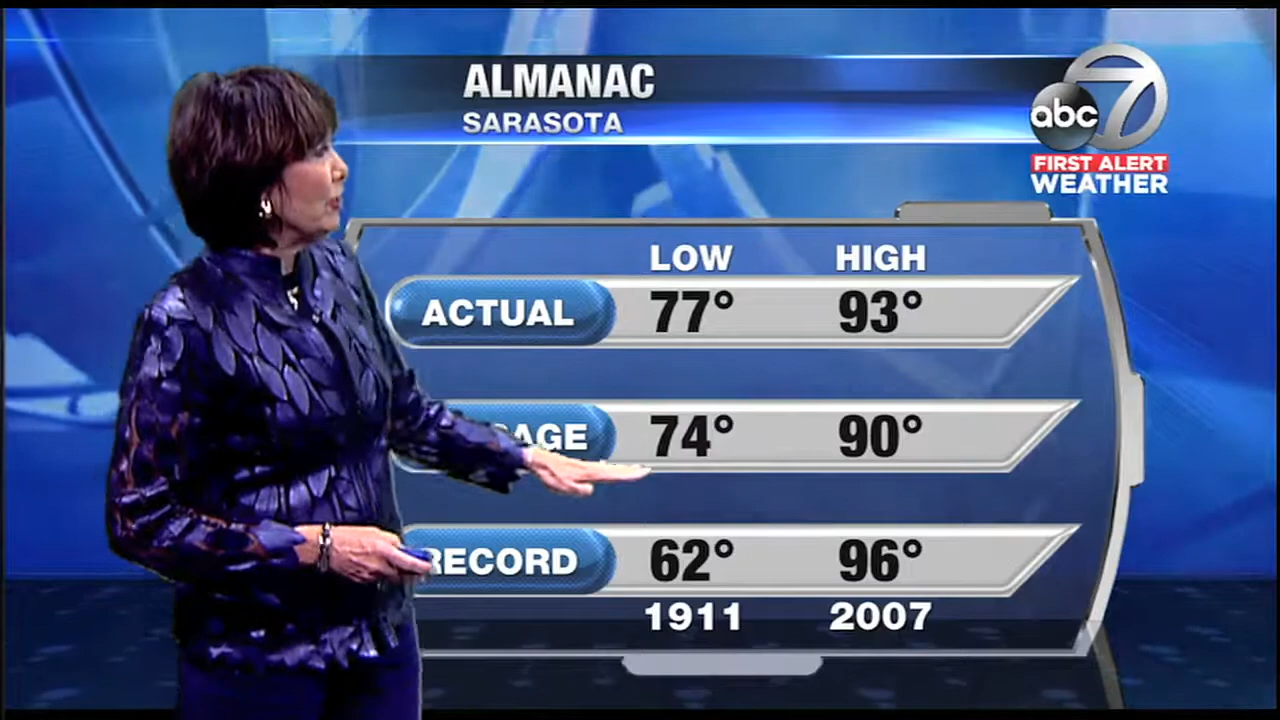 ALMANAC
SARASOTA
abc 7
FIRST ALERT
WEATHER
LOW HIGH
ACTUAL 77° 93°
74° 90°
RECORD 62° 96°
1911 2007